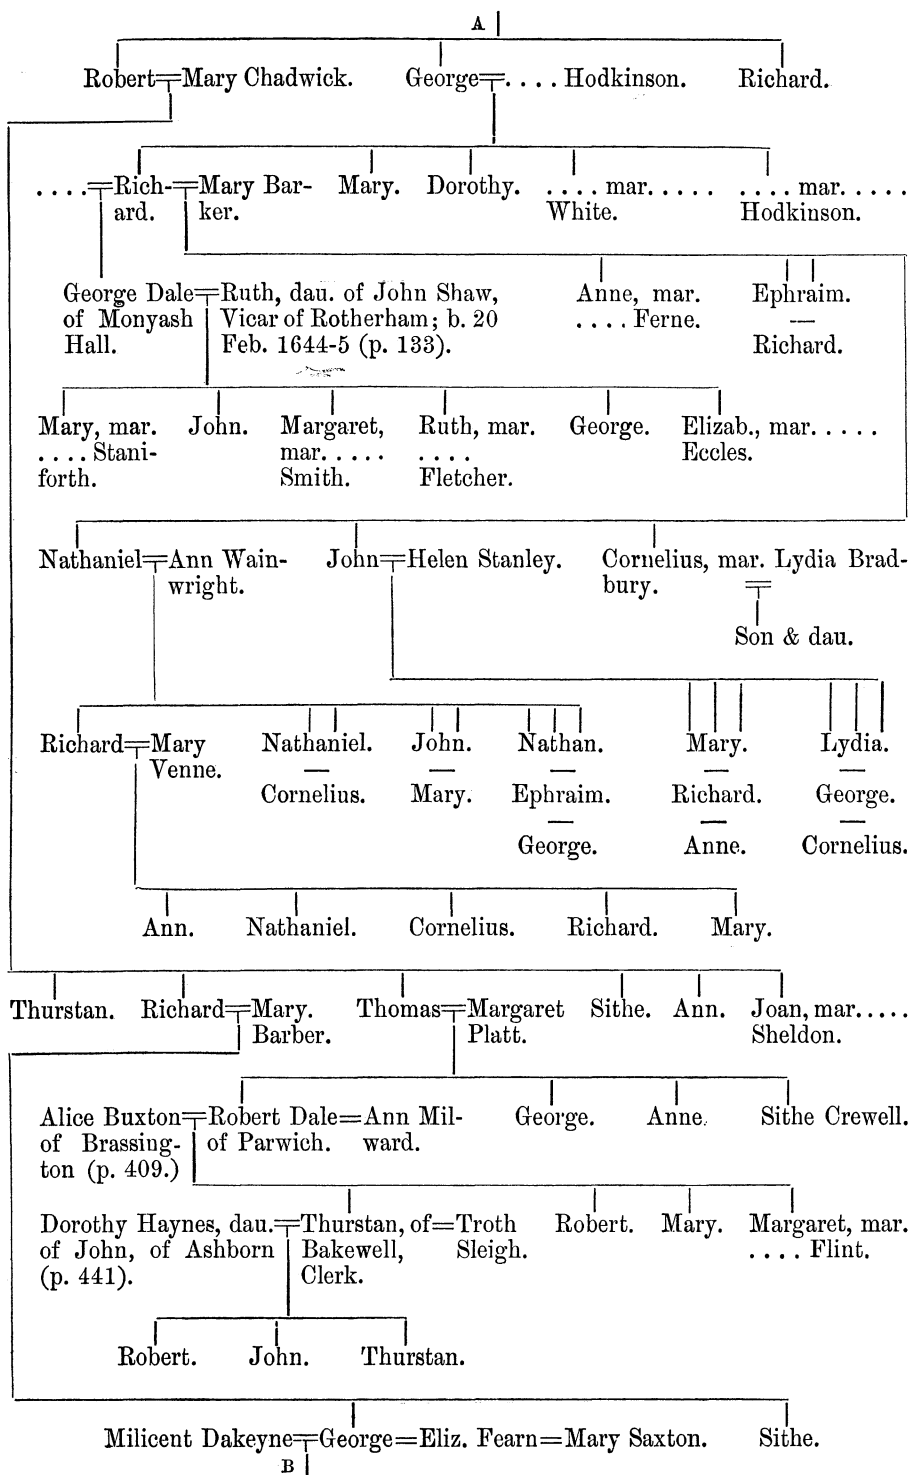 A
Robert=Mary Chadwick. George=.... Hodkinson. Richard.
....=Rich-=Mary Bar- Mary. Dorothy. .... mar..... .... mar.....
ard. ker. White. Hodkinson.
George Dale=Ruth, dau. of John Shaw, Anne, mar. Ephraim.
of Monyash Vicar of Rotherham; b. 20 .... Ferne. —
Hall. Feb. 1644-5 (p. 133). Richard.
Mary, mar. John. Margaret, Ruth, mar. George. Elizab., mar.....
.... Stani- mar..... .... Eccles.
forth. Smith. Fletcher.
Nathaniel=Ann Wain- John=Helen Stanley. Cornelius, mar. Lydia Brad-
wright. bury.
Son & dau.
Richard=Mary Nathaniel. John. Nathan. Mary. Lydia.
Venne. — — — — —
Cornelius. Mary. Ephraim. Richard. George.
— — —
George. Anne. Cornelius.
Ann. Nathaniel. Cornelius. Richard. Mary.
Thurstan. Richard=Mary. Thomas=Margaret Sithe. Ann. Joan, mar.....
Barber. Platt. Sheldon.
Alice Buxton=Robert Dale=Ann Mil- George. Anne. Sithe Crewell.
of Brassing- of Parwich. ward.
ton (p. 409.)
Dorothy Haynes, dau.=Thurstan, of=Troth Robert. Mary. Margaret, mar.
of John, of Ashborn Bakewell, Sleigh. .... Flint.
(p. 441). Clerk.
Robert. John. Thurstan.
Milicent Dakeyne=George=Eliz. Fearn=Mary Saxton. Sithe.
B